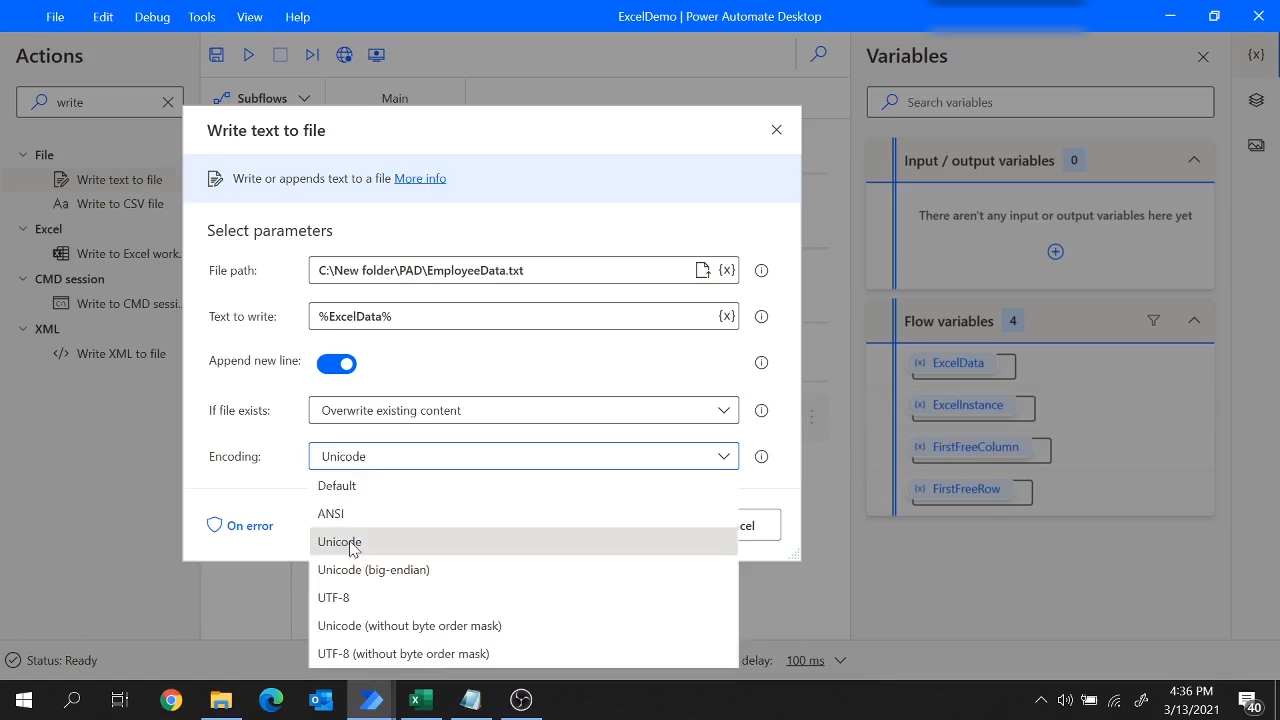 File Edit Debug Tools View Help
ExcelDemo | Power Automate Desktop
Actions
write
File
Write text to file
Write to CSV file
Excel
Write to Excel work...
CMD session
Write to CMD sessi...
XML
Write XML to file
Subflows
Main
Write text to file
Write or appends text to a file More info
Select parameters
File path: C:\New folder\PAD\EmployeeData.txt {x}
Text to write: %ExcelData% {x}
Append new line:
If file exists: Overwrite existing content
Encoding: Unicode
Default
ANSI
Unicode
Unicode (big-endian)
UTF-8
Unicode (without byte order mask)
UTF-8 (without byte order mask)
On error
cel
Variables
{x}
Search variables
Input / output variables 0
There aren't any input or output variables here yet
Flow variables 4
(x) ExcelData
(x) ExcelInstance
(x) FirstFreeColumn
(x) FirstFreeRow
Status: Ready
delay: 100 ms
4:36 PM
3/13/2021
40